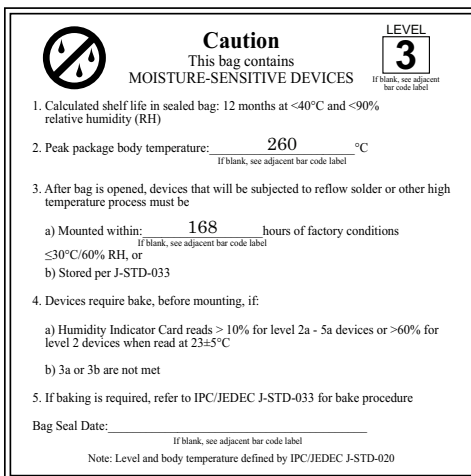 Caution
This bag contains
MOISTURE-SENSITIVE DEVICES
LEVEL
3
If blank, see adjacent
bar code label
1. Calculated shelf life in sealed bag: 12 months at <40°C and <90%
relative humidity (RH)
2. Peak package body temperature: 260 °C
If blank, see adjacent bar code label
3. After bag is opened, devices that will be subjected to reflow solder or other high
temperature process must be
a) Mounted within: 168 hours of factory conditions
If blank, see adjacent bar code label
≤30°C/60% RH, or
b) Stored per J-STD-033
4. Devices require bake, before mounting, if:
a) Humidity Indicator Card reads > 10% for level 2a - 5a devices or >60% for
level 2 devices when read at 23±5°C
b) 3a or 3b are not met
5. If baking is required, refer to IPC/JEDEC J-STD-033 for bake procedure
Bag Seal Date:
If blank, see adjacent bar code label
Note: Level and body temperature defined by IPC/JEDEC J-STD-020